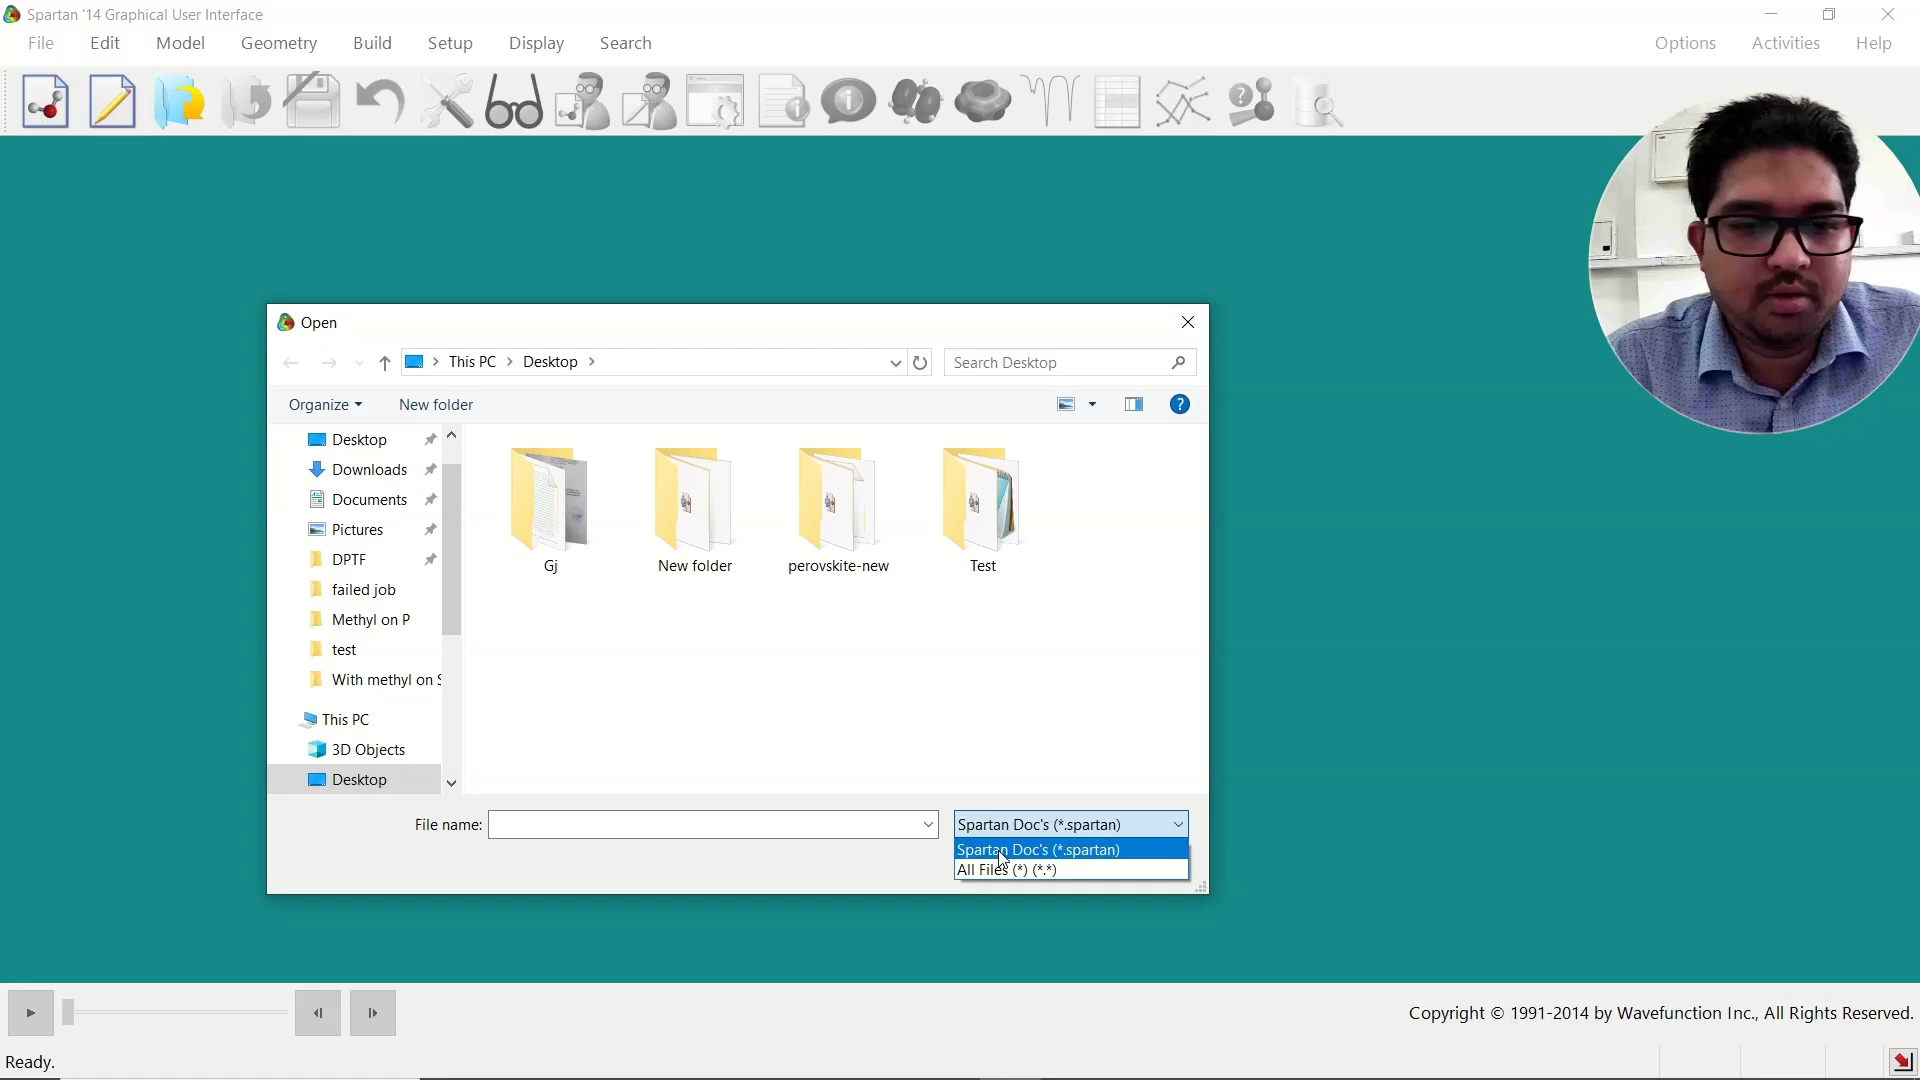 Spartan '14 Graphical User Interface
File Edit Model Geometry Build Setup Display Search Options Activities Help
Open
This PC > Desktop >
Search Desktop
Organize
New folder
Desktop
Downloads
Documents
Pictures
DPTF
failed job
Methyl on P
test
With methyl on S
This PC
3D Objects
Desktop
Gj
New folder
perovskite-new
Test
File name:
Spartan Doc's (*.spartan)
Spartan Doc's (*.spartan)
All Files (*) (*.*)
Copyright © 1991-2014 by Wavefunction Inc., All Rights Reserved.
Ready.